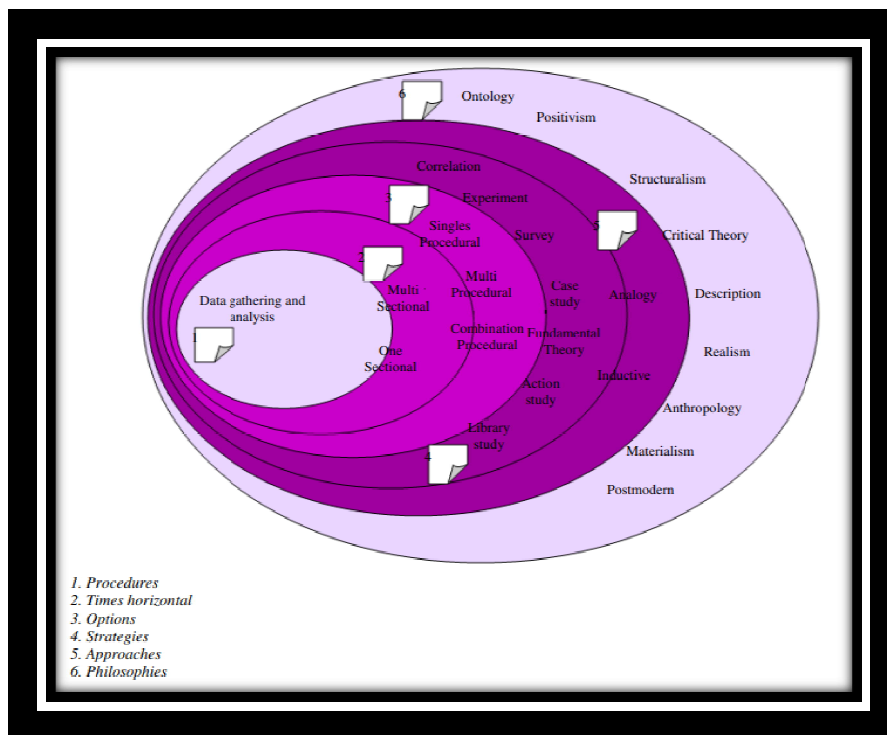 6
Ontology
Positivism
Correlation
Structuralism
3
Experiment
Singles
Procedural
5
Survey
Critical Theory
2
Multi
Sectional
Multi
Procedural
Case
study
Analogy
Description
Data gathering and
analysis
1
Combination
Procedural
Fundamental
Theory
One
Sectional
Realism
Action
study
Inductive
Anthropology
Library
study
4
Materialism
Postmodern
1. Procedures
2. Times horizontal
3. Options
4. Strategies
5. Approaches
6. Philosophies